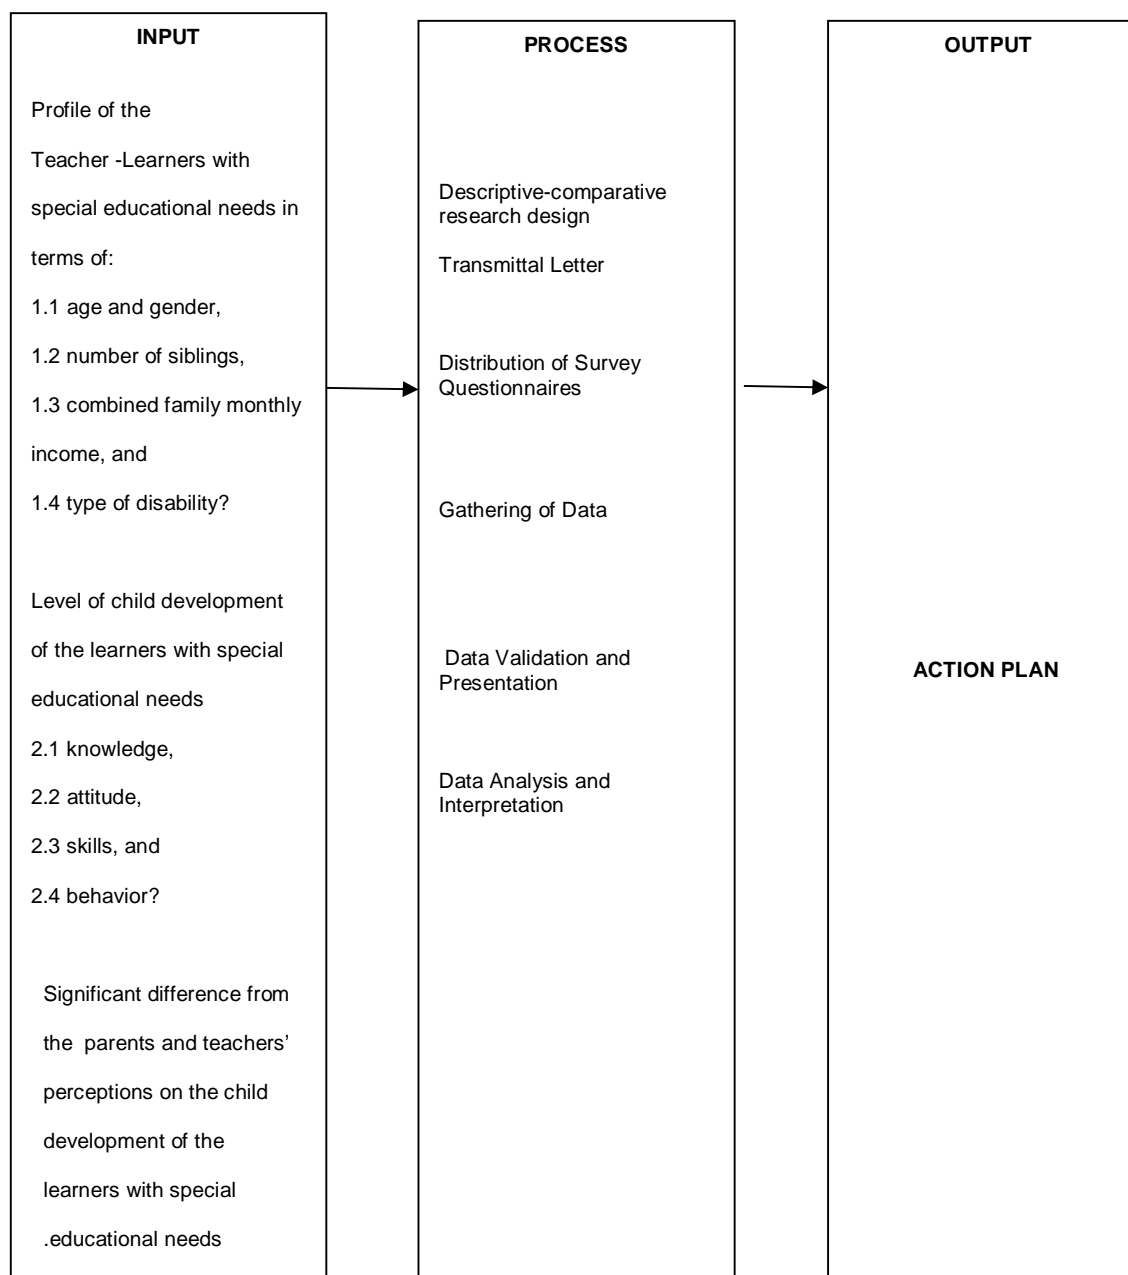 INPUT
Profile of the
Teacher -Learners with
special educational needs in
terms of:
1.1 age and gender,
1.2 number of siblings,
1.3 combined family monthly
income, and
1.4 type of disability?
Level of child development
of the learners with special
educational needs
2.1 knowledge,
2.2 attitude,
2.3 skills, and
2.4 behavior?
Significant difference from
the parents and teachers’
perceptions on the child
development of the
learners with special
.educational needs
PROCESS
Descriptive-comparative
research design
Transmittal Letter
Distribution of Survey
Questionnaires
Gathering of Data
Data Validation and
Presentation
Data Analysis and
Interpretation
OUTPUT
ACTION PLAN